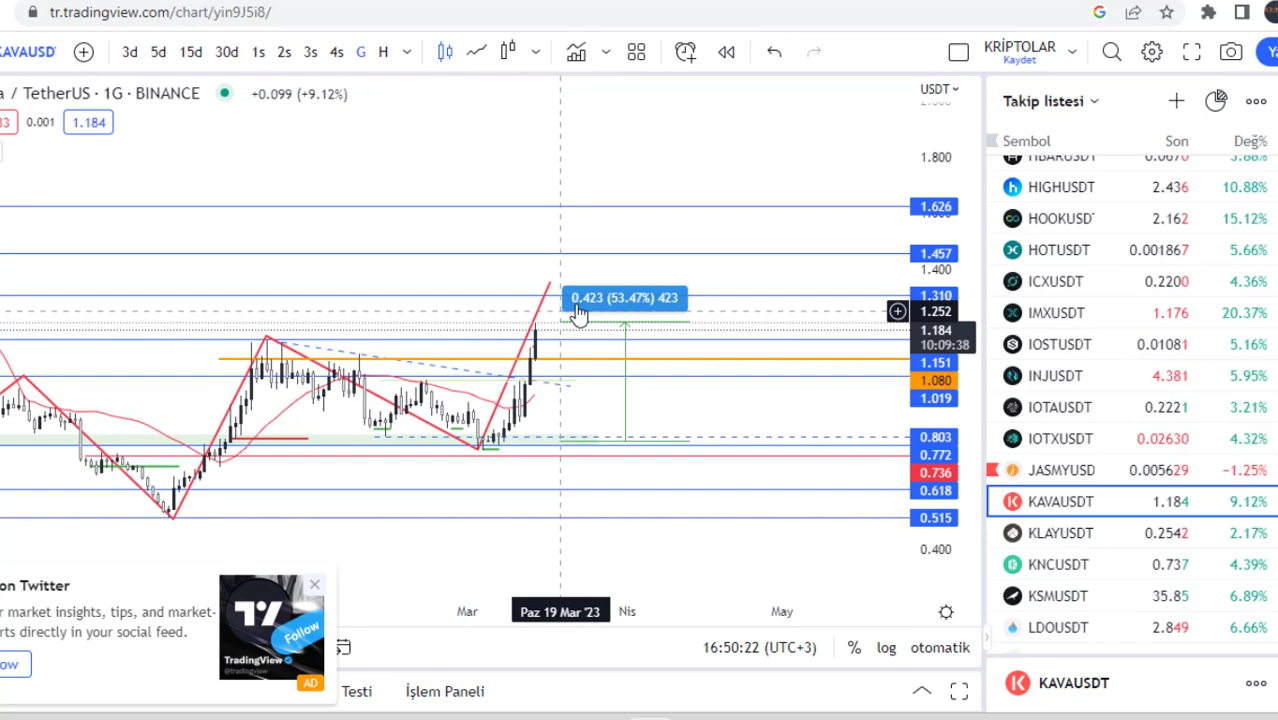 tr.tradingview.com/chart/yin9J5i8/
KAVAUSD
3d 5d 15d 30d 1s 2s 3s 4s G H
KRİPTOLAR
Kaydet
a / TetherUS · 1G · BINANCE
+0.099 (+9.12%)
33 0.001 1.184
USDT
2.000
1.800
1.626
1.457
1.400
1.310
1.252
1.184
10:09:38
1.151
1.080
1.019
0.803
0.772
0.736
0.618
0.515
0.400
0.423 (53.47%) 423
Mar
Paz 19 Mar '23
Nis
May
16:50:22 (UTC+3) % log otomatik
Testi
İşlem Paneli
on Twitter
r market insights, tips, and market-
rts directly in your social feed.
ow
Follow
TradingView
@tradingview
AD
Takip listesi
Sembol Son Değ%
HBARUSDT 0.0670 3.88%
HIGHUSDT 2.436 10.88%
HOOKUSD 2.162 15.12%
HOTUSDT 0.001867 5.66%
ICXUSDT 0.2200 4.36%
IMXUSDT 1.176 20.37%
IOSTUSDT 0.01081 5.16%
INJUSDT 4.381 5.95%
IOTAUSDT 0.2221 3.21%
IOTXUSDT 0.02630 4.32%
JASMYUSD 0.005629 −1.25%
KAVAUSDT 1.184 9.12%
KLAYUSDT 0.2542 2.17%
KNCUSDT 0.737 4.39%
KSMUSDT 35.85 6.89%
LDOUSDT 2.849 6.66%
KAVAUSDT